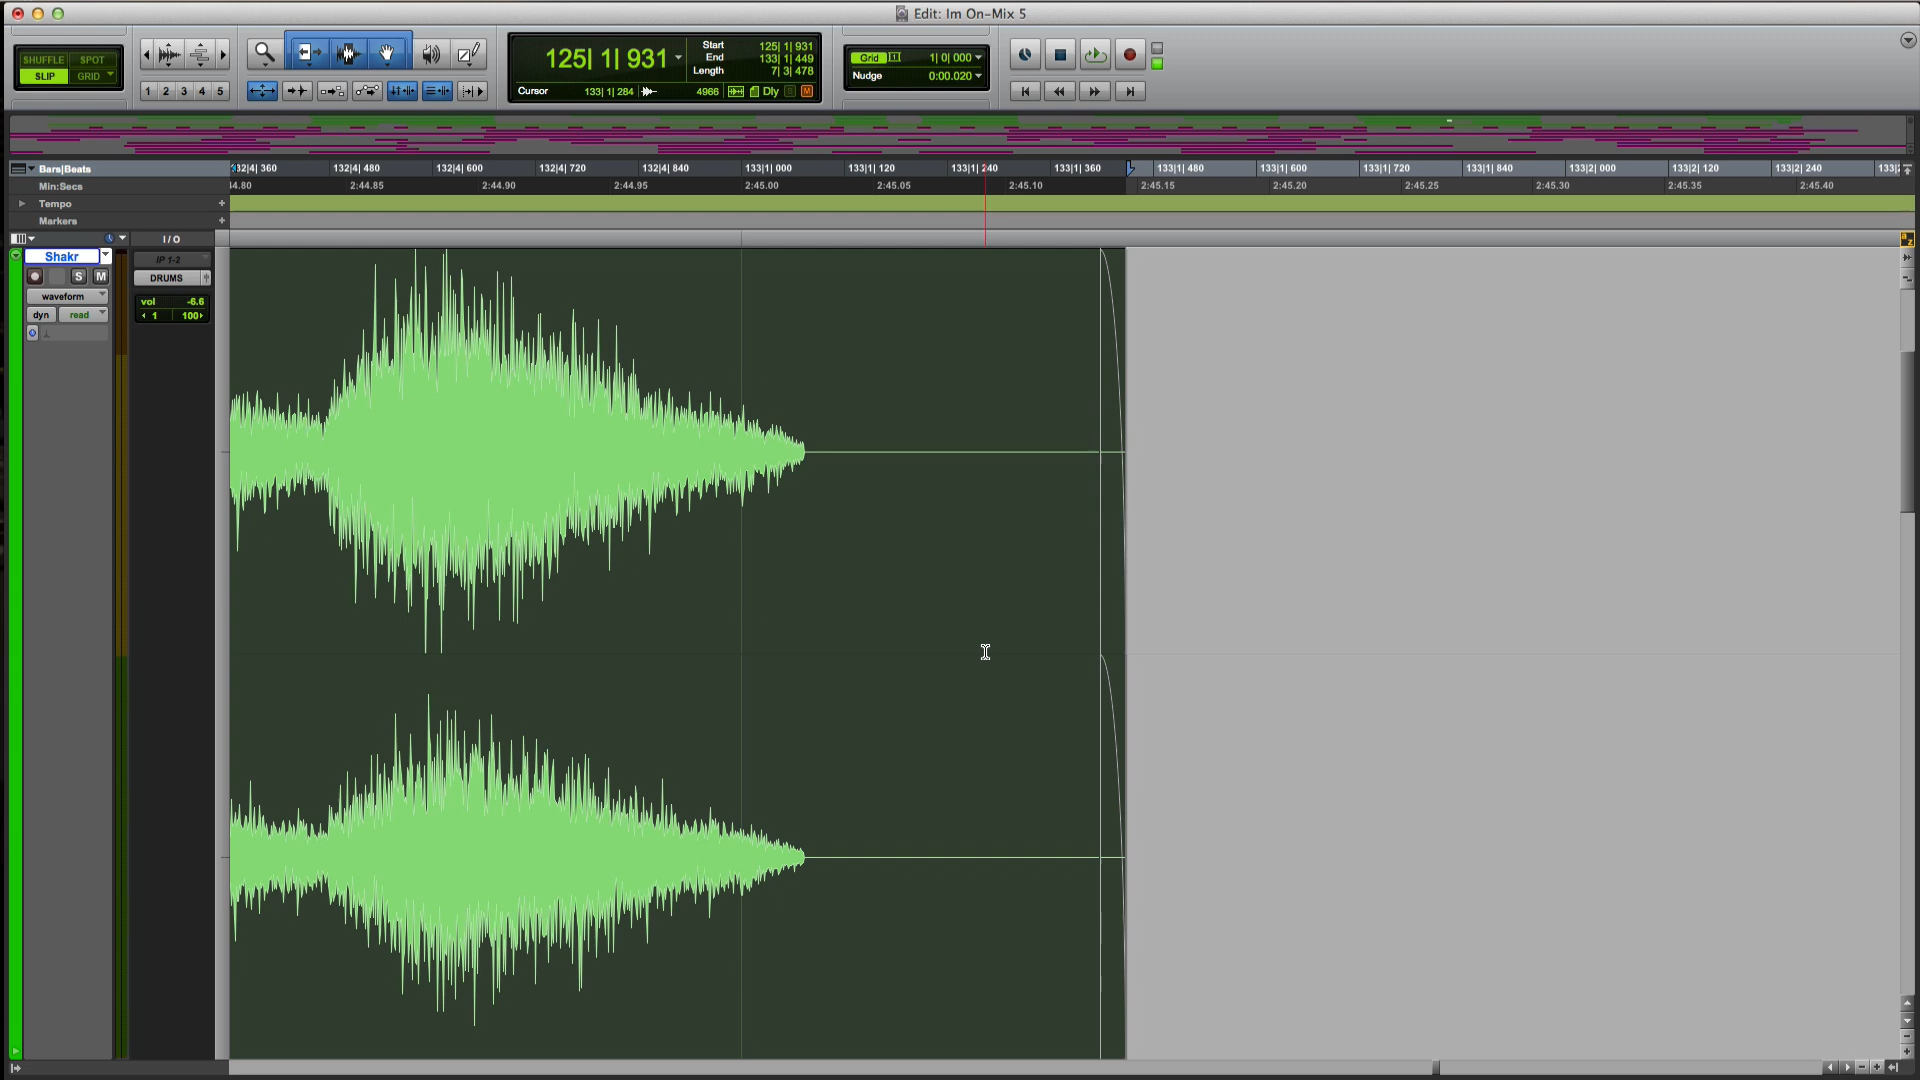 Edit: Im On-Mix 5
SHUFFLE SPOT
SLIP GRID
1 2 3 4 5
125| 1| 931
Start 125| 1| 931
End 133| 1| 449
Length 7| 3| 478
Cursor 133| 1| 284 4966 Dly S M
Grid 1| 0| 000
Nudge 0:00.020
Bars|Beats 132|4| 360 132|4| 480 132|4| 600 132|4| 720 132|4| 840 133|1| 000 133|1| 120 133|1| 240 133|1| 360 133|1| 480 133|1| 600 133|1| 720 133|1| 840 133|2| 000 133|2| 120 133|2| 240
Min:Secs 2:44.85 2:44.90 2:44.95 2:45.00 2:45.05 2:45.10 2:45.15 2:45.20 2:45.25 2:45.30 2:45.35 2:45.40
Tempo
Markers
I / O
Shakr IP 1-2
S M DRUMS
waveform vol -6.6
dyn read 1 100
a z